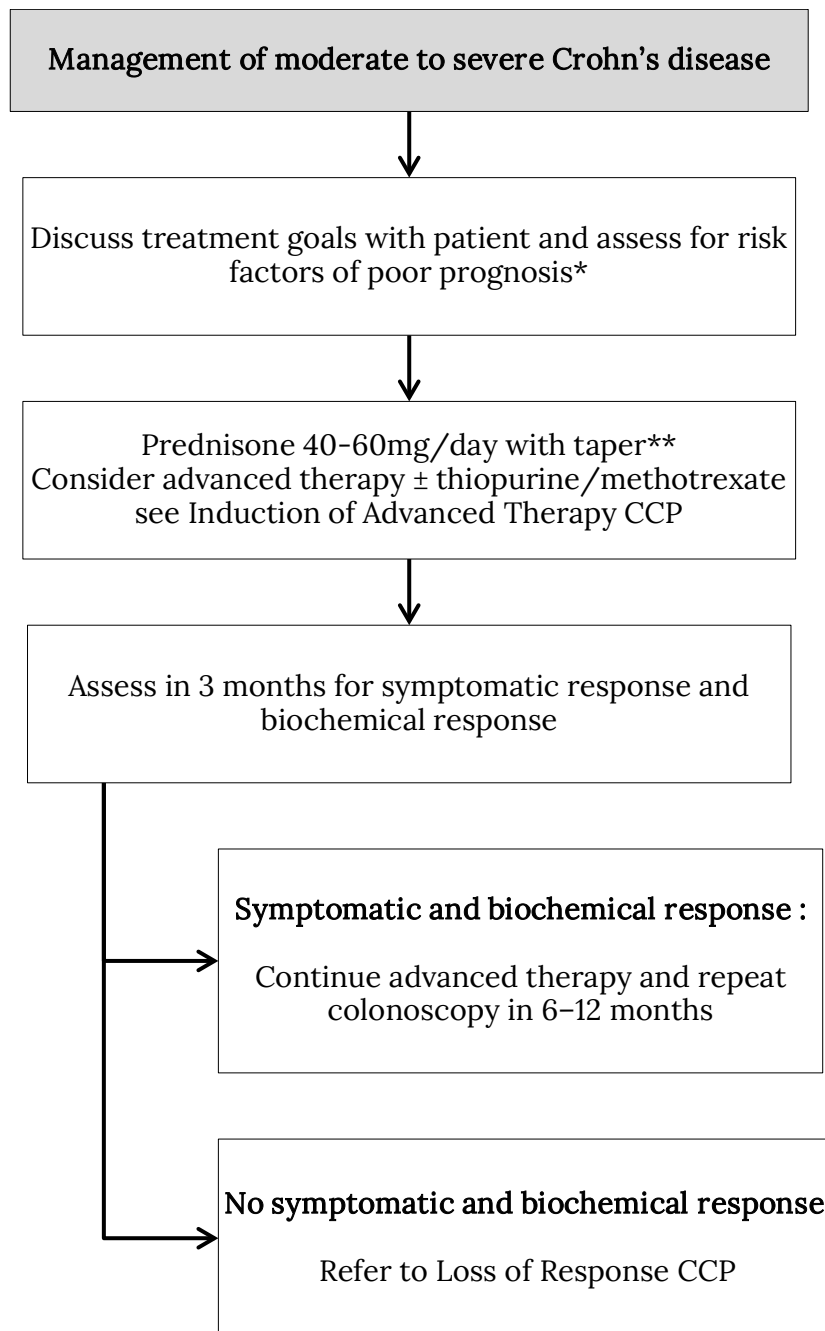 Management of moderate to severe Crohn’s disease
Discuss treatment goals with patient and assess for risk
factors of poor prognosis*
Prednisone 40-60mg/day with taper**
Consider advanced therapy ± thiopurine/methotrexate
see Induction of Advanced Therapy CCP
Assess in 3 months for symptomatic response and
biochemical response
Symptomatic and biochemical response :
Continue advanced therapy and repeat
colonoscopy in 6–12 months
No symptomatic and biochemical response
Refer to Loss of Response CCP